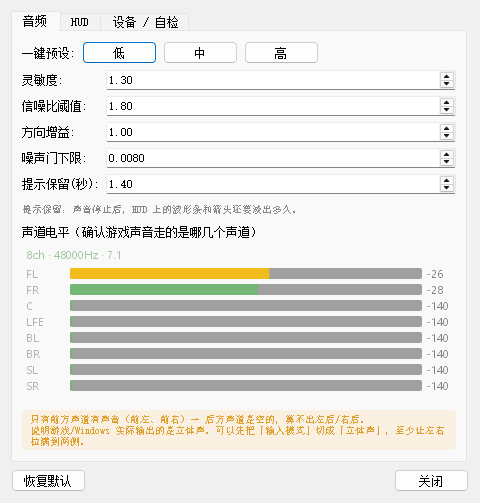 音频 HUD 设备 / 自检
一键预设: 低 中 高
灵敏度: 1.30
信噪比阈值: 1.80
方向增益: 1.00
噪声门下限: 0.0080
提示保留(秒): 1.40
提示保留: 声音停止后, HUD 上的波形条和箭头还要淡出多久。
声道电平（确认游戏声音走的是哪几个声道）
8ch · 48000Hz · 7.1
FL -26
FR -28
C -140
LFE -140
BL -140
BR -140
SL -140
SR -140
只有前方声道有声音（前左、前右）— 后方声道是空的, 算不出左后/右后。
说明游戏/Windows 实际输出的是立体声。可以先把「输入模式」切成「立体声」, 至少让左右
拉满到两侧。
恢复默认 关闭